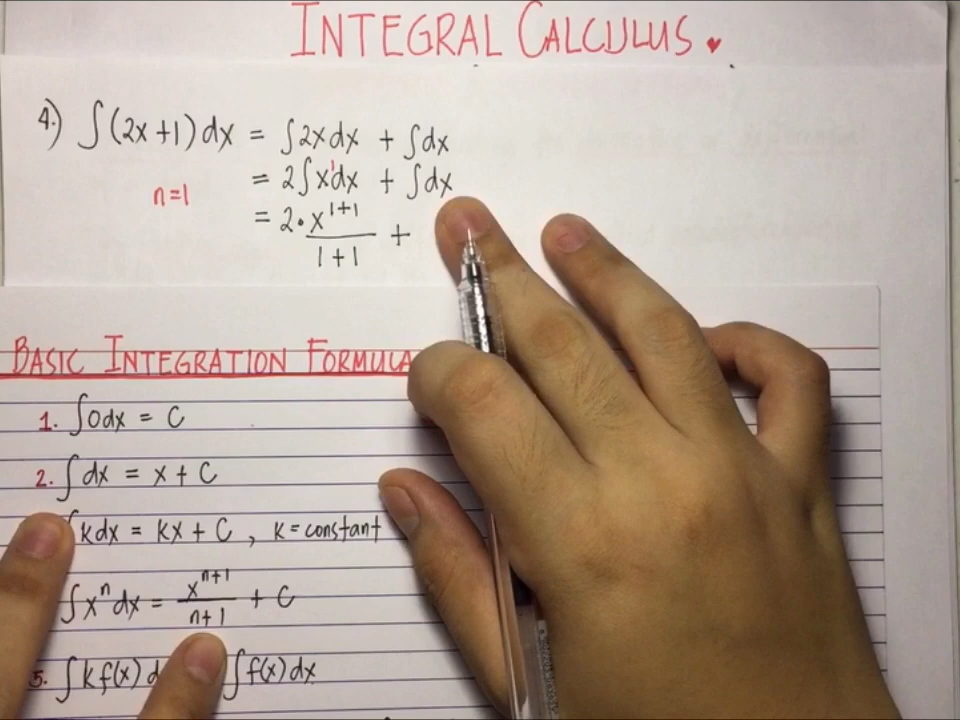 INTEGRAL CALCULUS.
4.) ∫(2x+1)dx = ∫2xdx + ∫dx
n=1 = 2∫x¹dx + ∫dx
= 2·x^(1+1)/(1+1) +
BASIC INTEGRATION FORMULA
1. ∫0dx = C
2. ∫dx = x + C
∫kdx = kx + C , k = constant
∫xⁿdx = x^(n+1)/(n+1) + C
5. ∫kf(x)d ∫f(x)dx